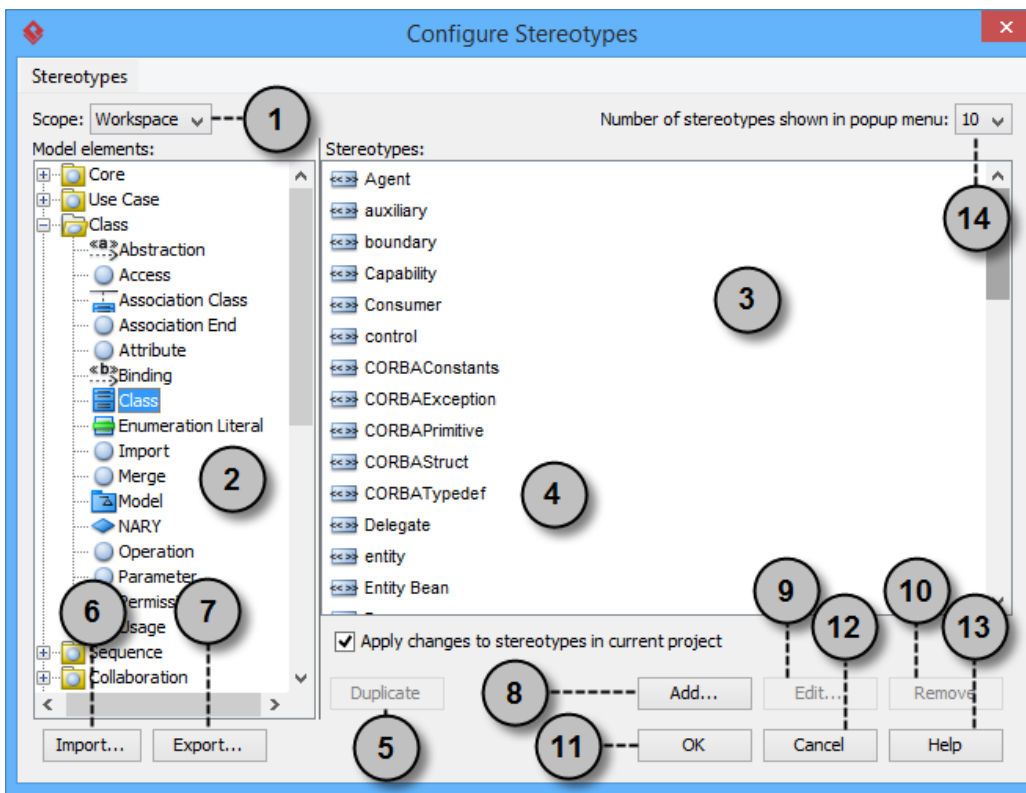 Configure Stereotypes
Stereotypes
Scope: Workspace
1
Number of stereotypes shown in popup menu: 10
14
Model elements:
Core
Use Case
Class
«a» Abstraction
Access
Association Class
Association End
Attribute
«b» Binding
Class
Enumeration Literal
Import
Merge
Model
NARY
Operation
Parameter
Usage
Sequence
Collaboration
2
6
7
Import...
Export...
Stereotypes:
<<>> Agent
<<>> auxiliary
<<>> boundary
<<>> Capability
<<>> Consumer
<<>> control
<<>> CORBAConstants
<<>> CORBAException
<<>> CORBAPrimitive
<<>> CORBAStruct
<<>> CORBATypedef
<<>> Delegate
<<>> entity
<<>> Entity Bean
3
4
Apply changes to stereotypes in current project
9
10
12
13
Duplicate
8
Add...
Edit...
Remove
5
11
OK
Cancel
Help